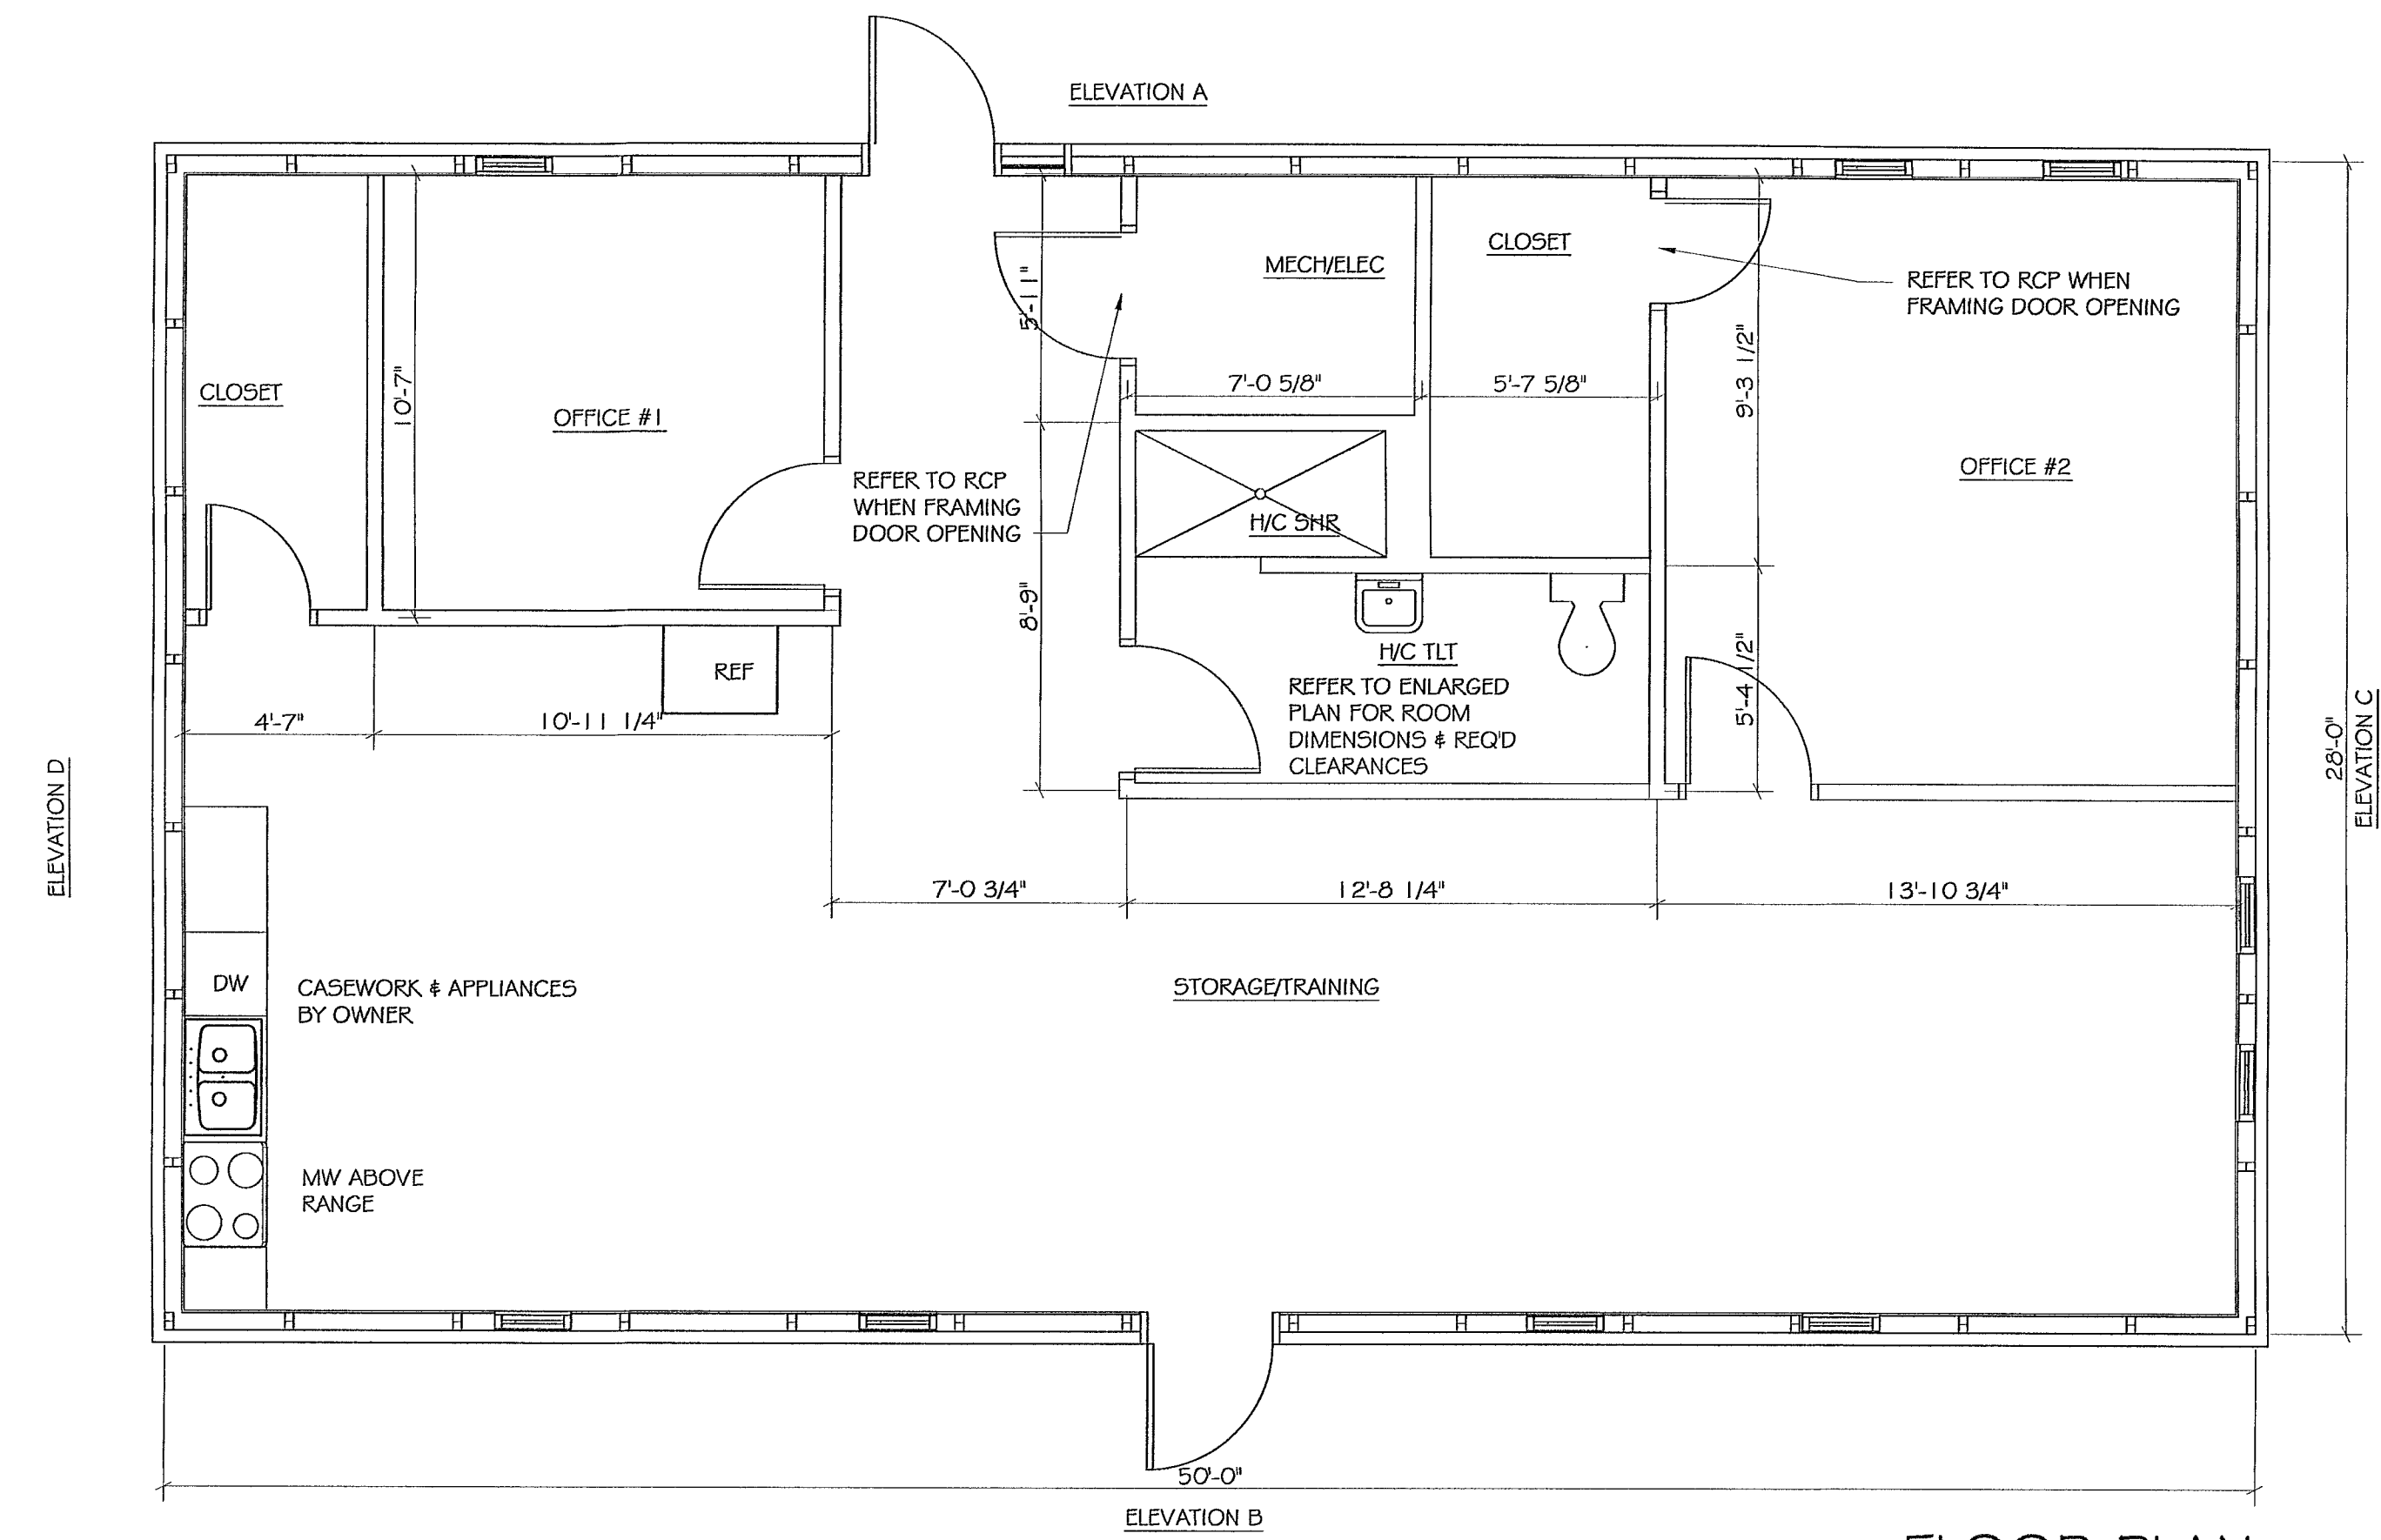 ELEVATION A
CLOSET
10'-7"
OFFICE #1
5'-11"
MECH/ELEC
CLOSET
REFER TO RCP WHEN
FRAMING DOOR OPENING
7'-0 5/8"
5'-7 5/8"
9'-3 1/2"
OFFICE #2
REFER TO RCP
WHEN FRAMING
DOOR OPENING
H/C SHR
8'-9"
H/C TLT
REFER TO ENLARGED
PLAN FOR ROOM
DIMENSIONS & REQ'D
CLEARANCES
5'-4 1/2"
REF
4'-7"
10'-11 1/4"
ELEVATION D
28'-0"
ELEVATION C
7'-0 3/4"
12'-8 1/4"
13'-10 3/4"
DW
CASEWORK & APPLIANCES
BY OWNER
STORAGE/TRAINING
MW ABOVE
RANGE
50'-0"
ELEVATION B
FLOOR PLAN